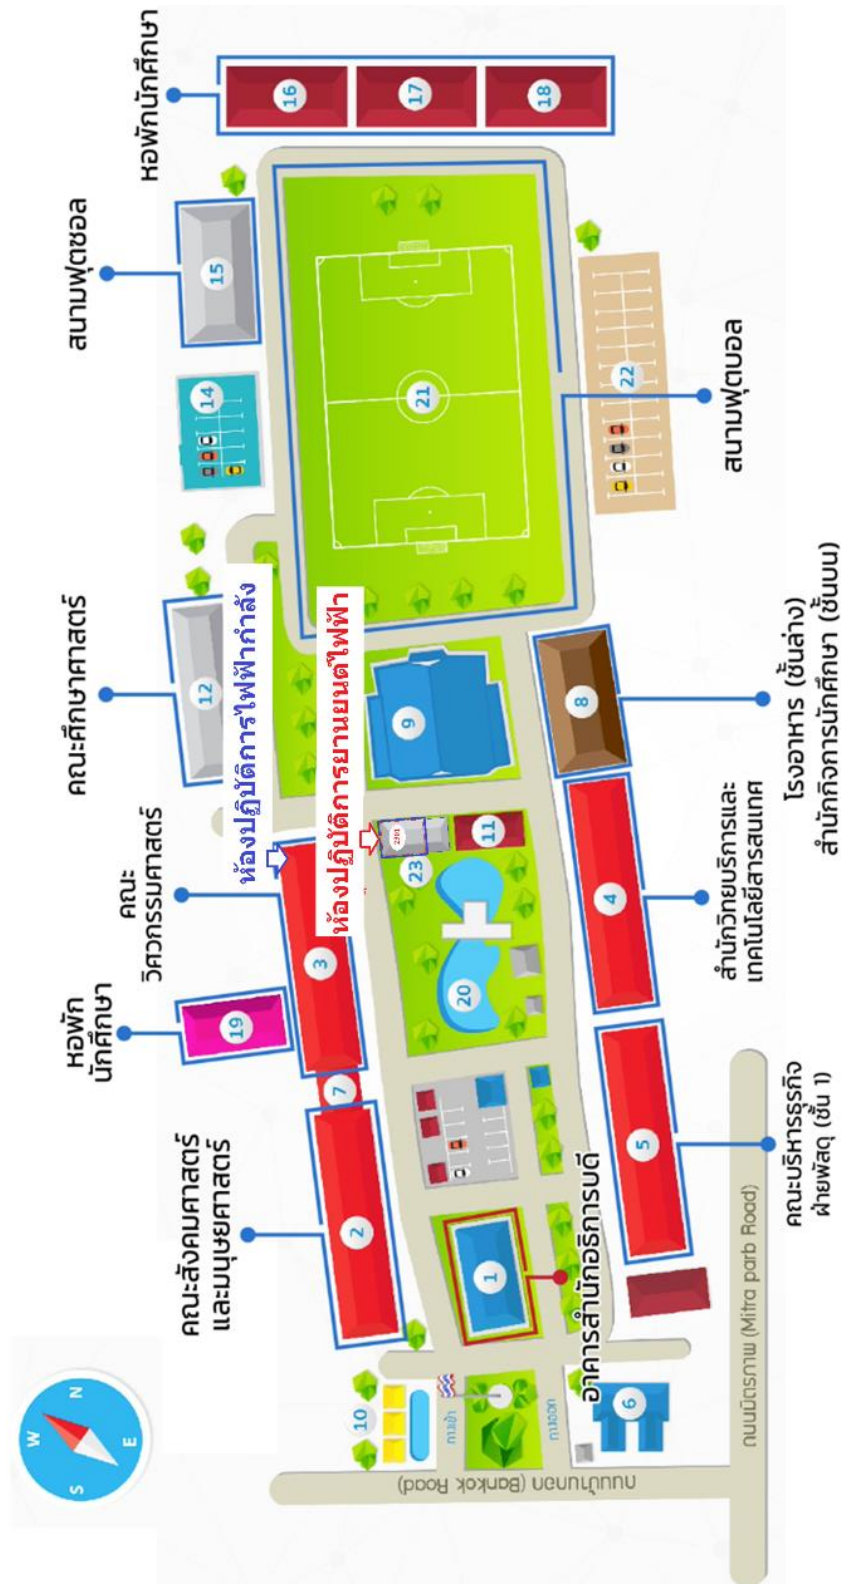 หอพักนักศึกษา
16
17
18
สนามฟุตซอล
15
14
21
22
สนามฟุตบอล
คณะศึกษาศาสตร์
12
ห้องปฏิบัติการไฟฟ้ากำลัง
ห้องปฏิบัติการยานยนต์ไฟฟ้า
9
8
โรงอาหาร (ชั้นล่าง)
สำนักกิจการนักศึกษา (ชั้นบน)
คณะ
วิศวกรรมศาสตร์
3
2301
23
11
4
สำนักวิทยบริการและ
เทคโนโลยีสารสนเทศ
หอพัก
นักศึกษา
19
20
7
คณะสังคมศาสตร์
และมนุษยศาสตร์
2
5
คณะบริหารธุรกิจ
ฝ่ายพัสดุ (ชั้น 1)
1
อาคารสำนักอธิการบดี
10
ทางเข้า
ทางออก
6
ถนนบ้านกอก (Bankok Road)
ถนนมิตรภาพ (Mitra parb Road)
W
N
S
E